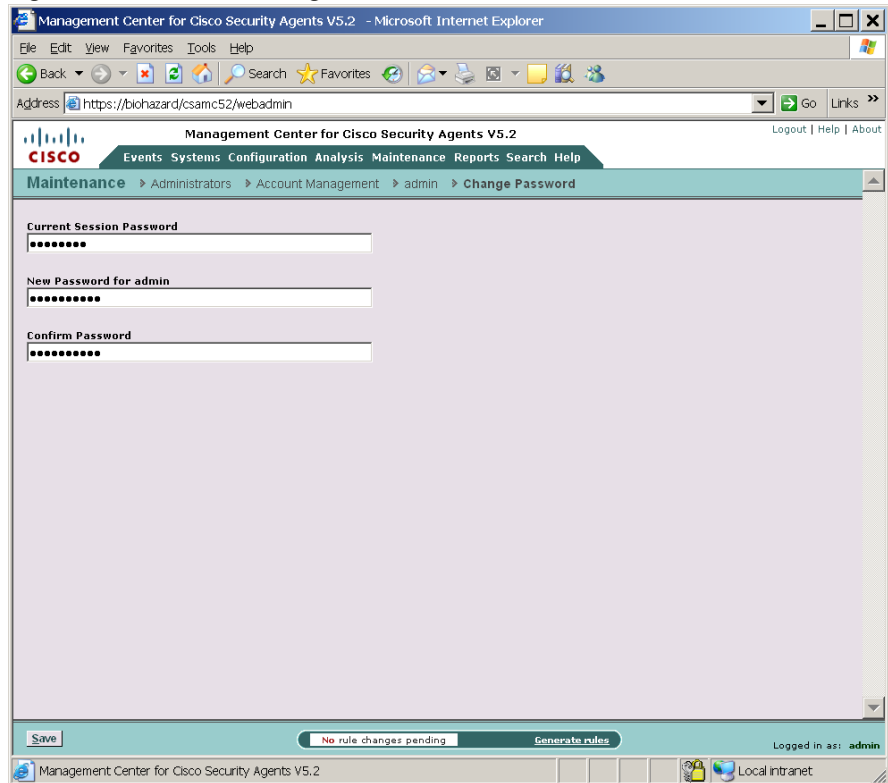 Management Center for Cisco Security Agents V5.2 - Microsoft Internet Explorer
File Edit View Favorites Tools Help
Back Search Favorites
Address https://biohazard/csamc52/webadmin Go Links »
Management Center for Cisco Security Agents V5.2 Logout | Help | About
CISCO Events Systems Configuration Analysis Maintenance Reports Search Help
Maintenance Administrators Account Management admin Change Password
Current Session Password
••••••••
New Password for admin
••••••••••
Confirm Password
••••••••••
Save No rule changes pending Generate rules Logged in as: admin
Management Center for Cisco Security Agents V5.2 Local intranet